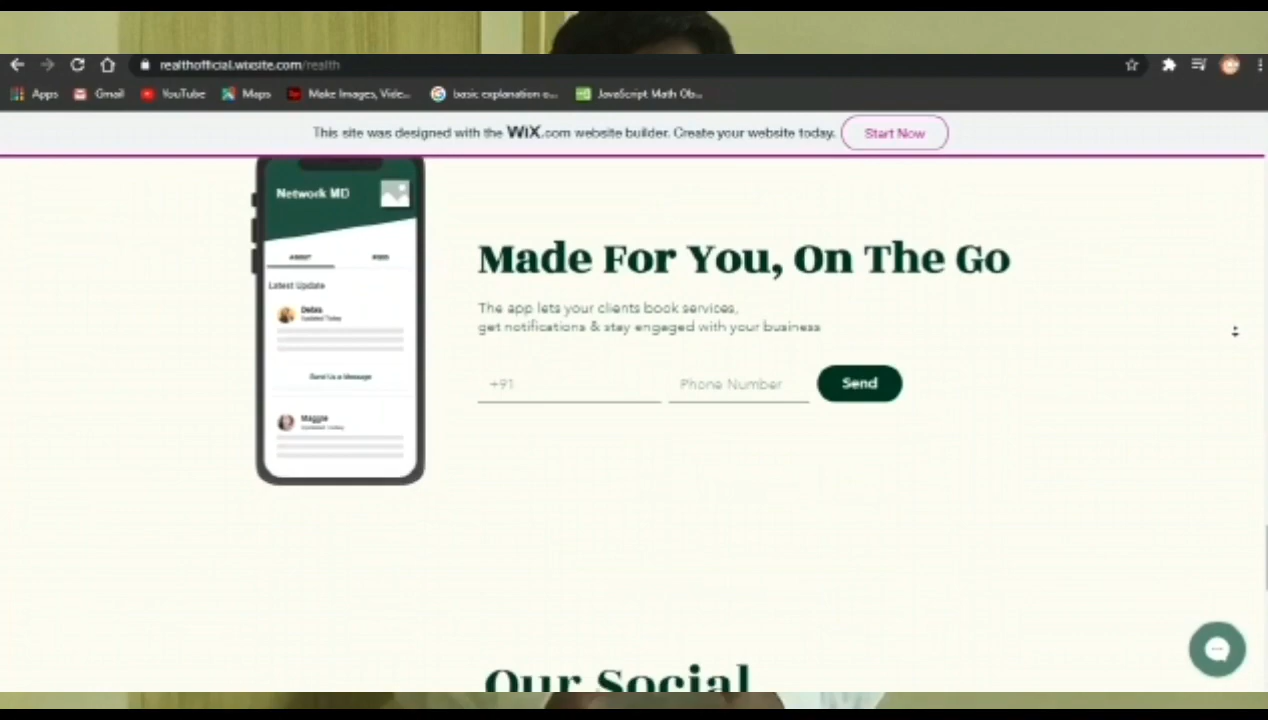 realthofficial.wixsite.com/realth
Apps Gmail YouTube Maps Make Images, Vide... basic explanation o... JavaScript Math Ob...
This site was designed with the WiX.com website builder. Create your website today. Start Now
Network MD
ABOUT FEED
Latest Update
Debra
Updated Today
Send Us a Message
Maggie
Updated Today
Made For You, On The Go
The app lets your clients book services,
get notifications & stay engaged with your business
+91 Phone Number Send
Our Social